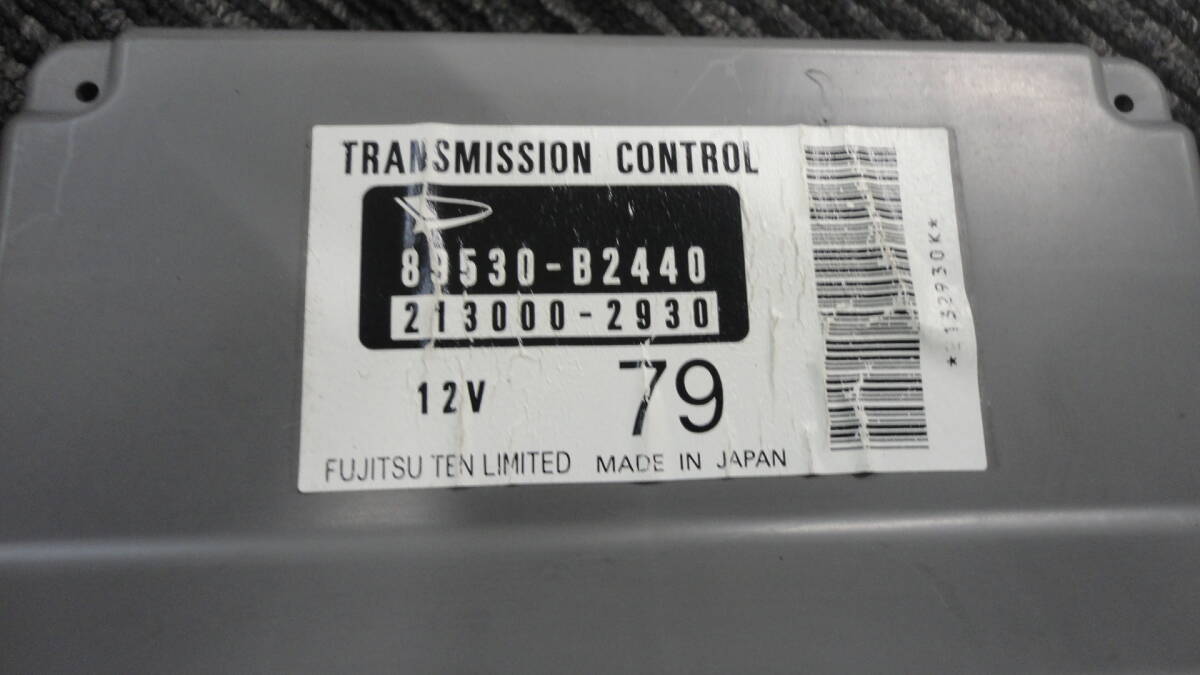 TRANSMISSION CONTROL
89530-B2440
213000-2930
12V
79
FUJITSU TEN LIMITED MADE IN JAPAN